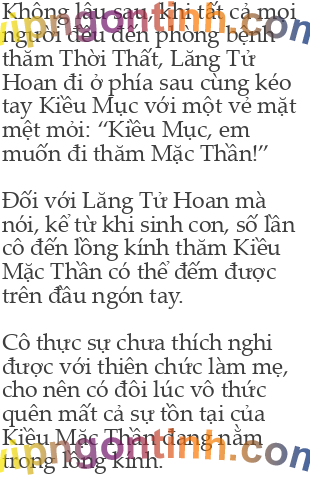 Không lâu sau, khi tất cả mọi
người đều đến phòng bệnh
thăm Thời Thất, Lăng Tử
Hoan đi ở phía sau cùng kéo
tay Kiều Mục với một vẻ mặt
mệt mỏi: “Kiều Mục, em
muốn đi thăm Mặc Thần!”

Đối với Lăng Tử Hoan mà
nói, kể từ khi sinh con, số lần
cô đến lồng kính thăm Kiều
Mặc Thần có thể đếm được
trên đầu ngón tay.

Cô thực sự chưa thích nghi
được với thiên chức làm mẹ,
cho nên có đôi lúc vô thức
quên mất cả sự tồn tại của
Kiều Mặc Thần đang nằm
trong lồng kính.
vipngontinh.com
vipngontinh.com